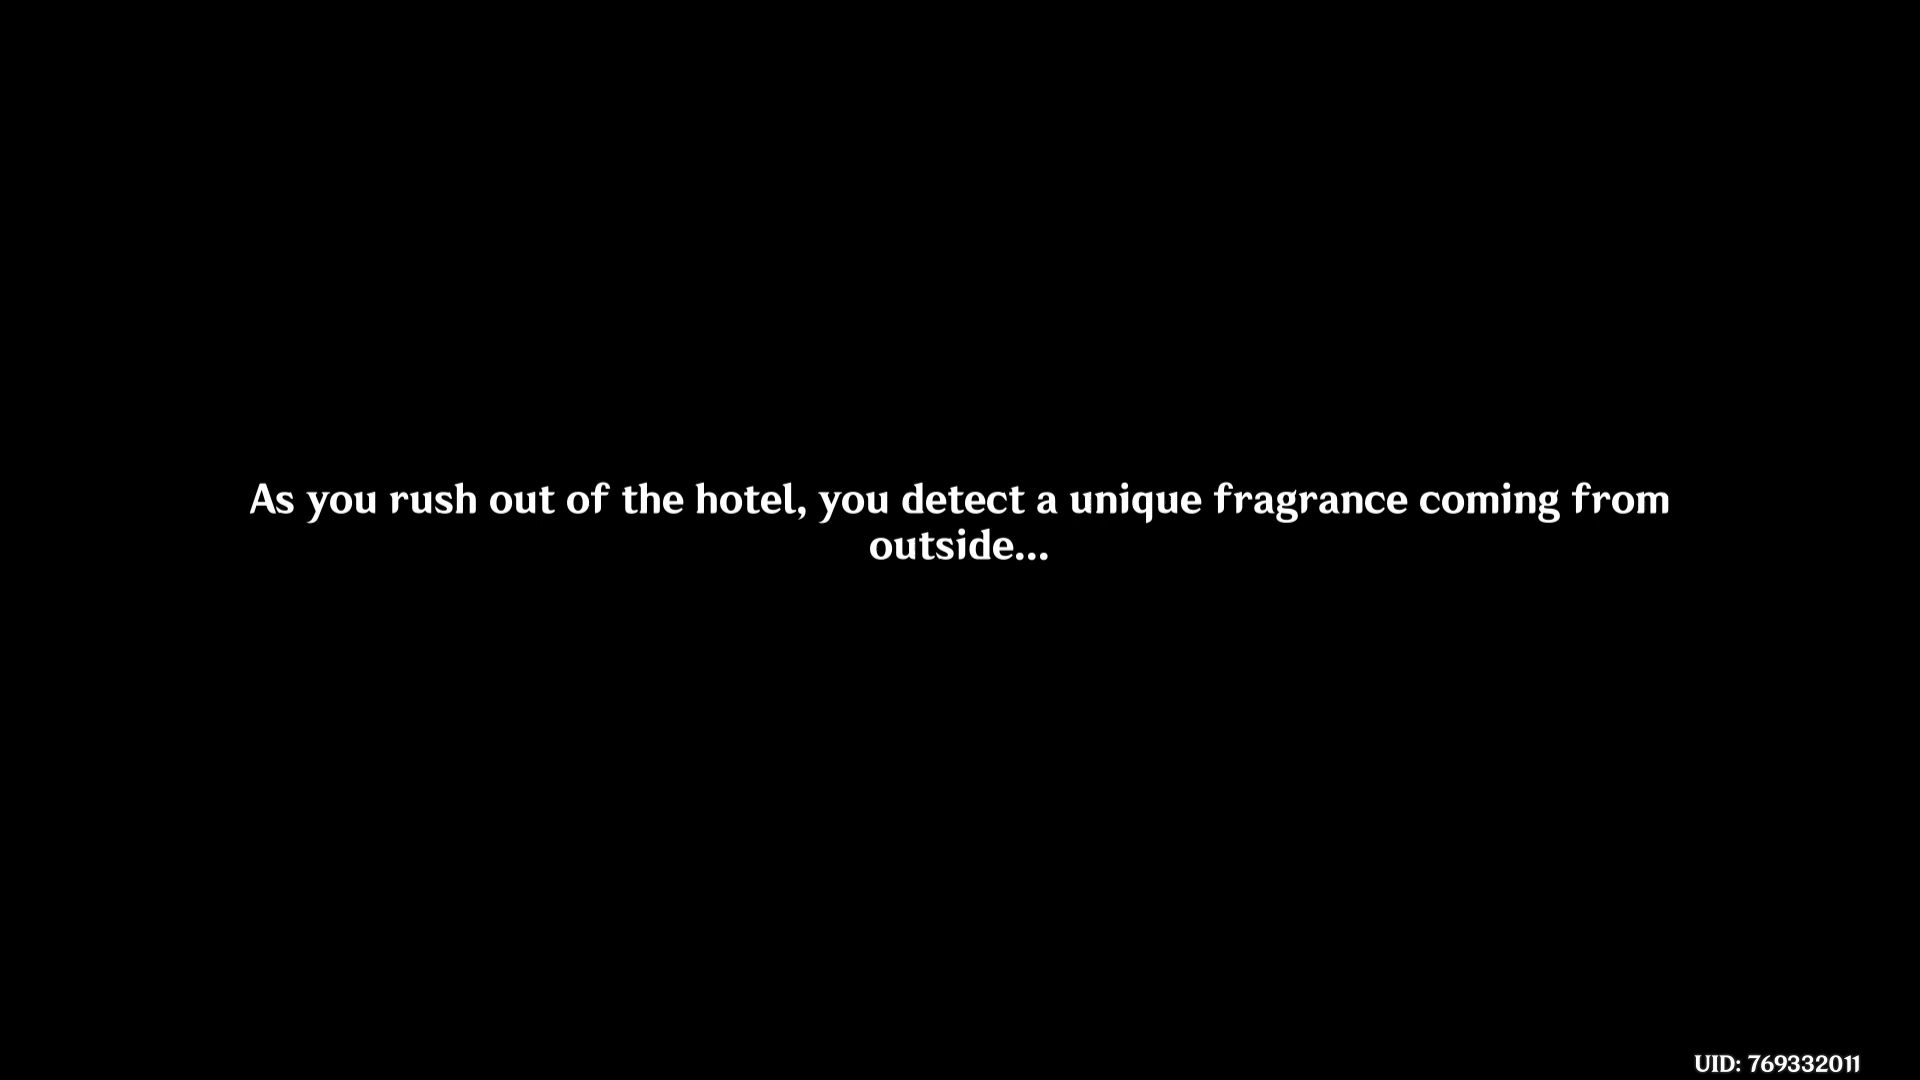 As you rush out of the hotel, you detect a unique fragrance coming from
outside...
UID: 769332011